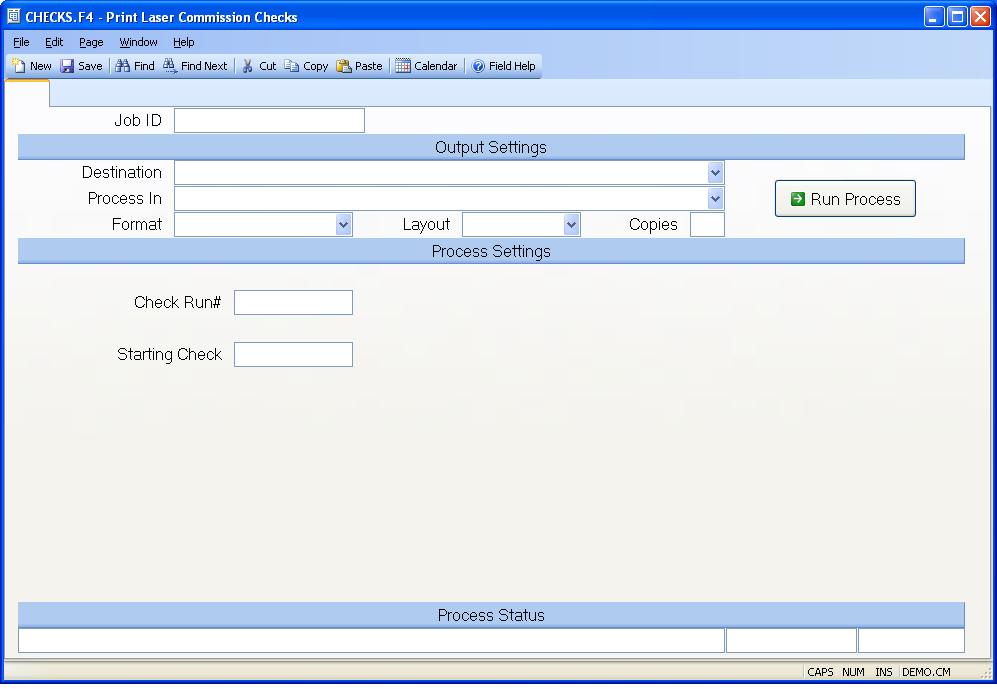 CHECKS.F4 - Print Laser Commission Checks
File Edit Page Window Help
New Save Find Find Next Cut Copy Paste Calendar Field Help
Job ID
Output Settings
Destination
Process In
Run Process
Format Layout Copies
Process Settings
Check Run#
Starting Check
Process Status
CAPS NUM INS DEMO.CM